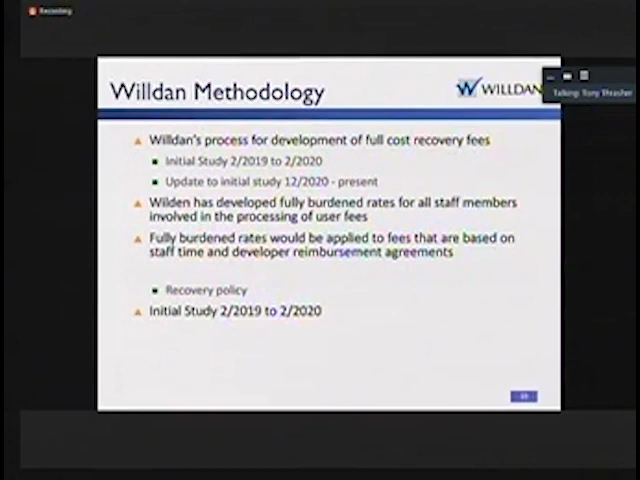 Recording
Willdan Methodology
WILLDAN
Talking: Tony Thrasher
Willdan's process for development of full cost recovery fees
Initial Study 2/2019 to 2/2020
Update to initial study 12/2020 - present
Wilden has developed fully burdened rates for all staff members
involved in the processing of user fees
Fully burdened rates would be applied to fees that are based on
staff time and developer reimbursement agreements
Recovery policy
Initial Study 2/2019 to 2/2020